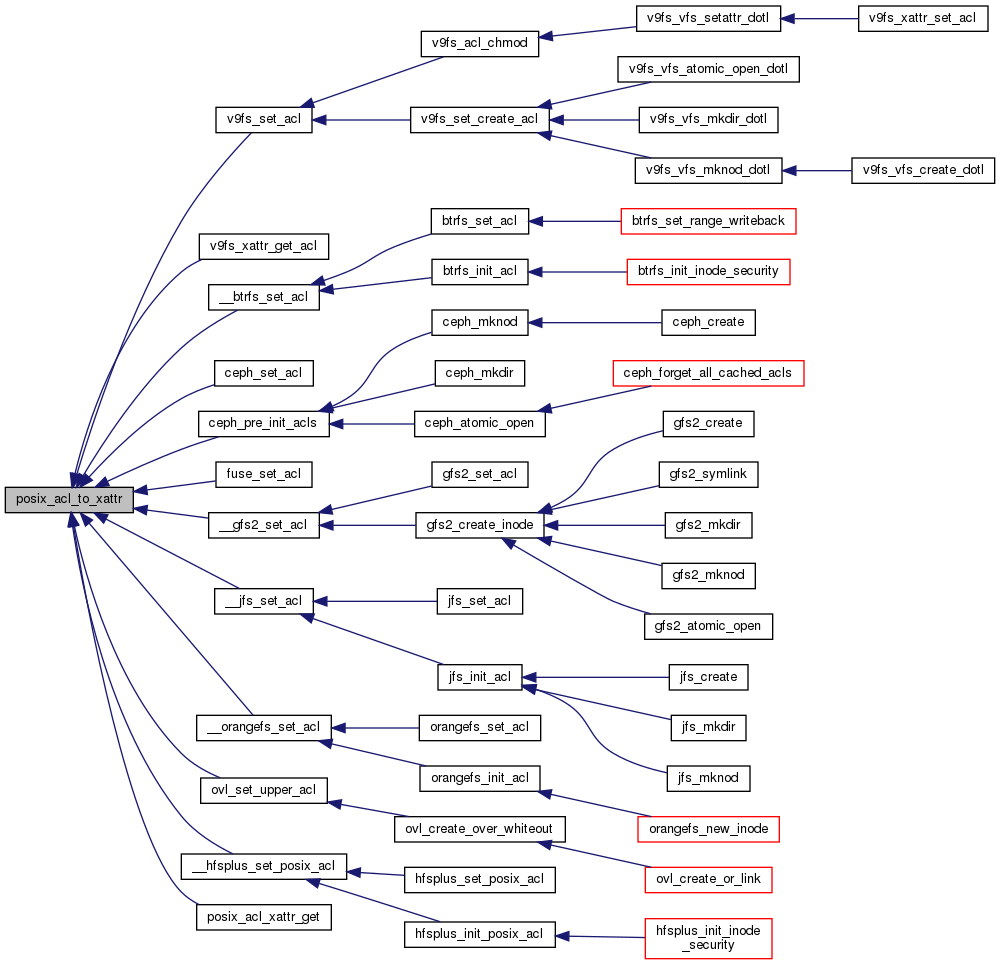 v9fs_vfs_setattr_dotl
v9fs_xattr_set_acl
v9fs_acl_chmod
v9fs_vfs_atomic_open_dotl
v9fs_set_acl
v9fs_set_create_acl
v9fs_vfs_mkdir_dotl
v9fs_vfs_mknod_dotl
v9fs_vfs_create_dotl
btrfs_set_acl
btrfs_set_range_writeback
v9fs_xattr_get_acl
btrfs_init_acl
btrfs_init_inode_security
__btrfs_set_acl
ceph_mknod
ceph_create
ceph_set_acl
ceph_mkdir
ceph_forget_all_cached_acls
ceph_pre_init_acls
ceph_atomic_open
gfs2_create
fuse_set_acl
gfs2_set_acl
gfs2_symlink
posix_acl_to_xattr
__gfs2_set_acl
gfs2_create_inode
gfs2_mkdir
gfs2_mknod
__jfs_set_acl
jfs_set_acl
gfs2_atomic_open
jfs_init_acl
jfs_create
__orangefs_set_acl
orangefs_set_acl
jfs_mkdir
orangefs_init_acl
jfs_mknod
ovl_set_upper_acl
ovl_create_over_whiteout
orangefs_new_inode
__hfsplus_set_posix_acl
hfsplus_set_posix_acl
ovl_create_or_link
posix_acl_xattr_get
hfsplus_init_posix_acl
hfsplus_init_inode
_security